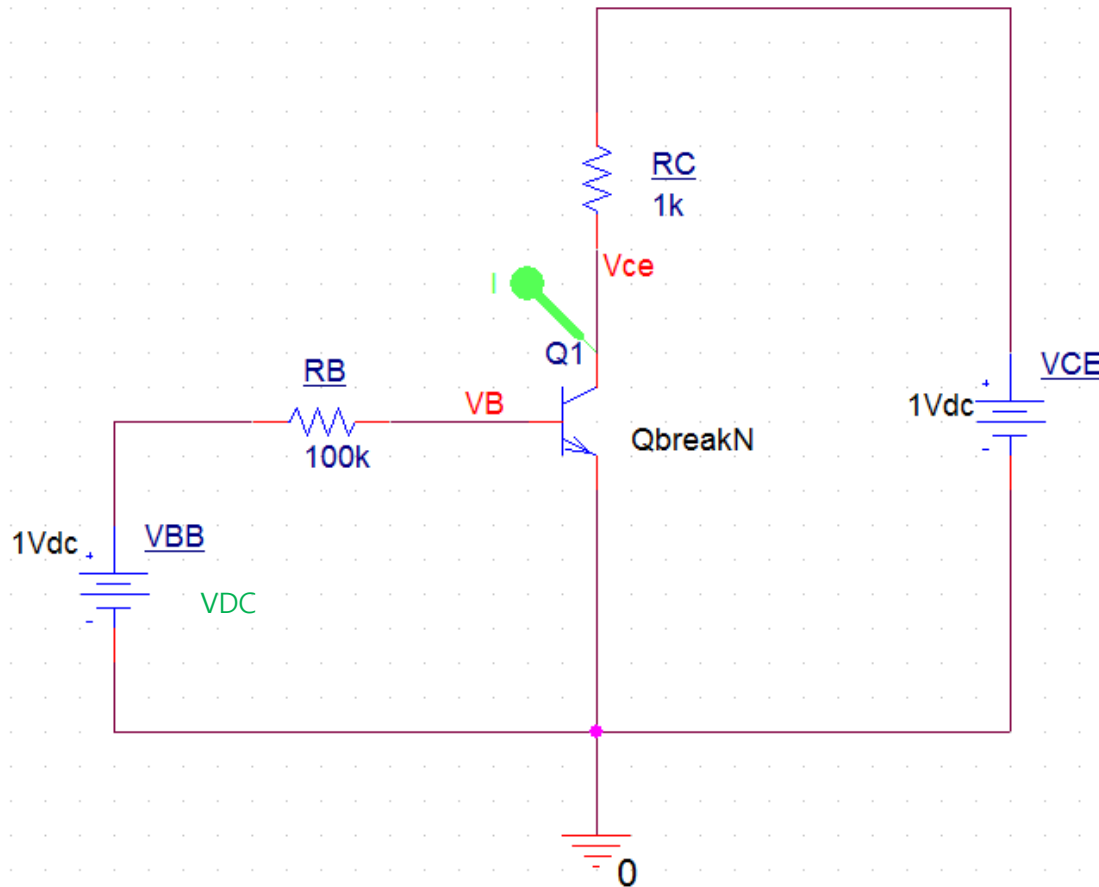 RC
1k
Vce
I
Q1
RB
VB
100k
QbreakN
VCE
1Vdc
+
-
1Vdc
+
VBB
VDC
-
0